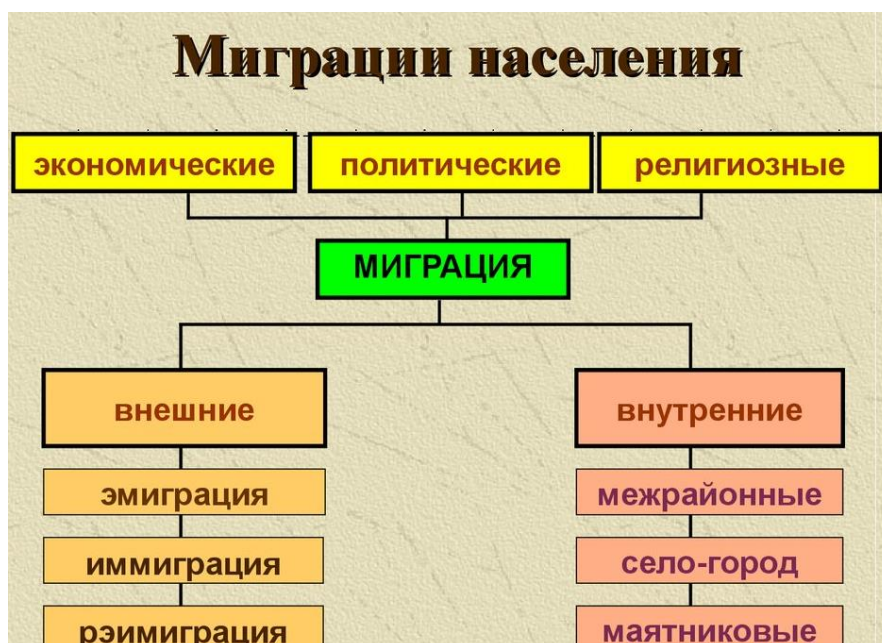 Миграции населения
экономические политические религиозные
МИГРАЦИЯ
внешние внутренние
эмиграция межрайонные
иммиграция село-город
рэимиграция маятниковые